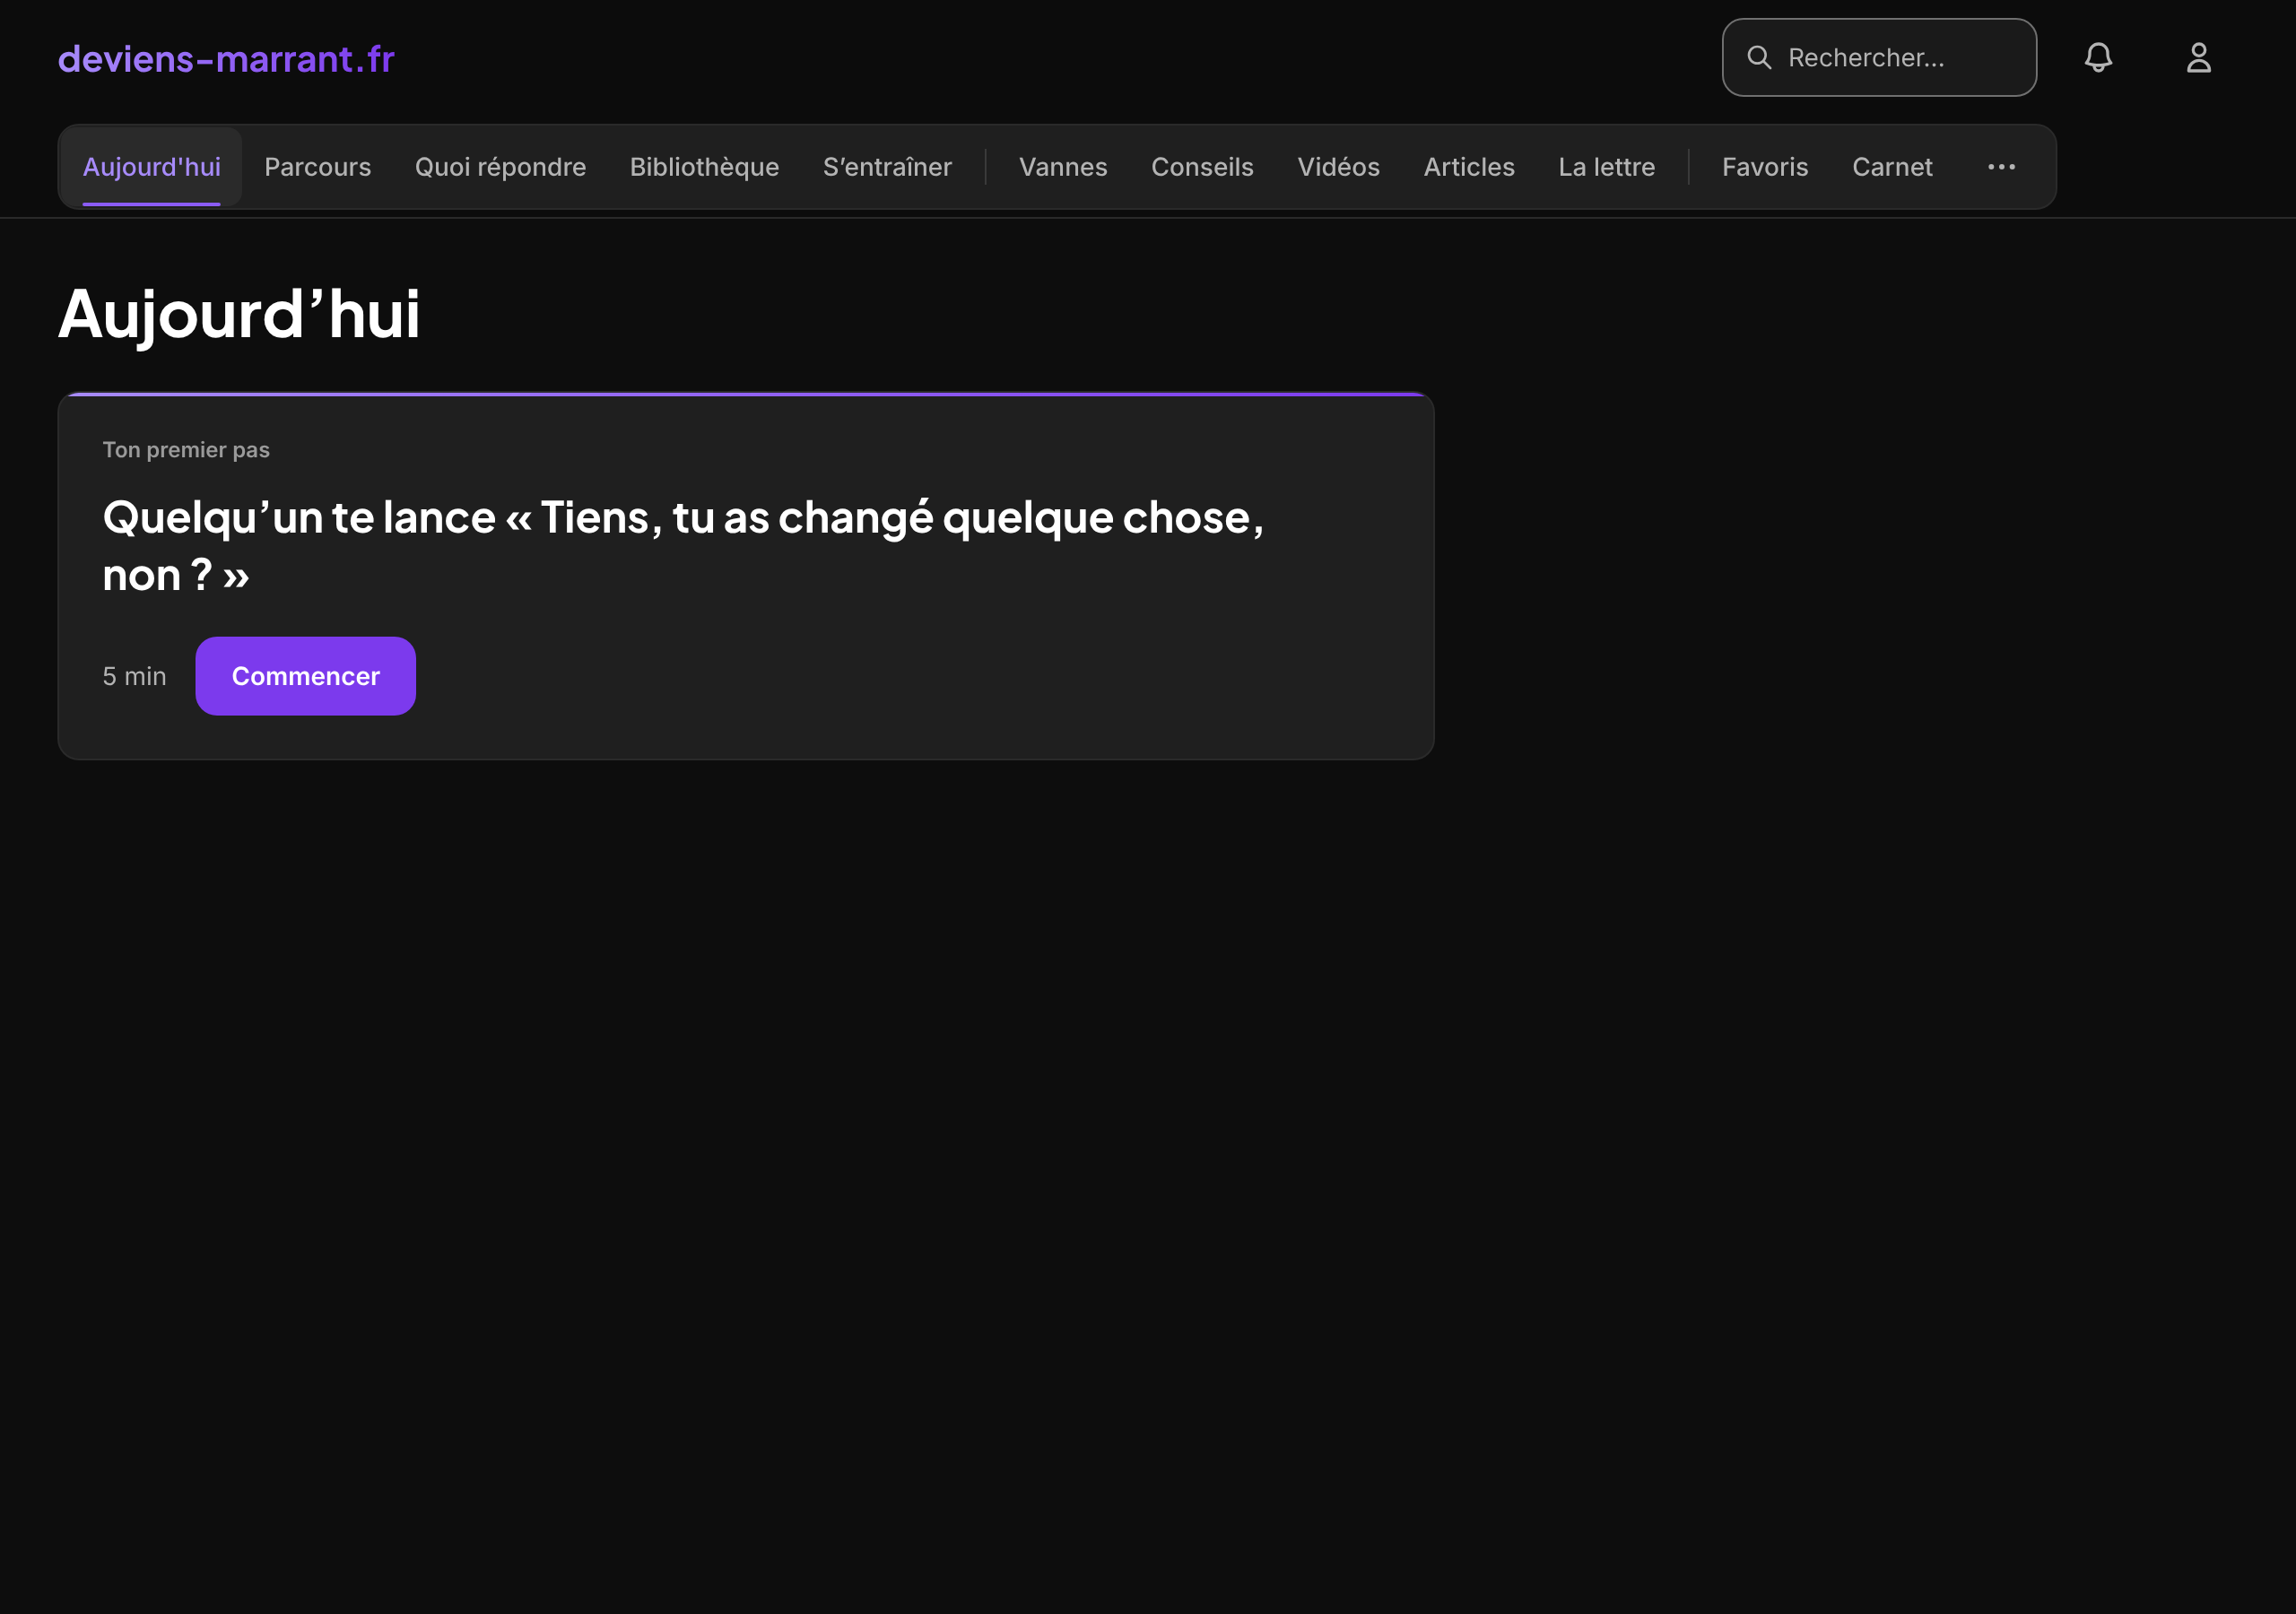 deviens-marrant.fr
Rechercher...
Aujourd'hui Parcours Quoi répondre Bibliothèque S’entraîner Vannes Conseils Vidéos Articles La lettre Favoris Carnet
Aujourd’hui
Ton premier pas
Quelqu’un te lance « Tiens, tu as changé quelque chose,
non ? »
5 min Commencer